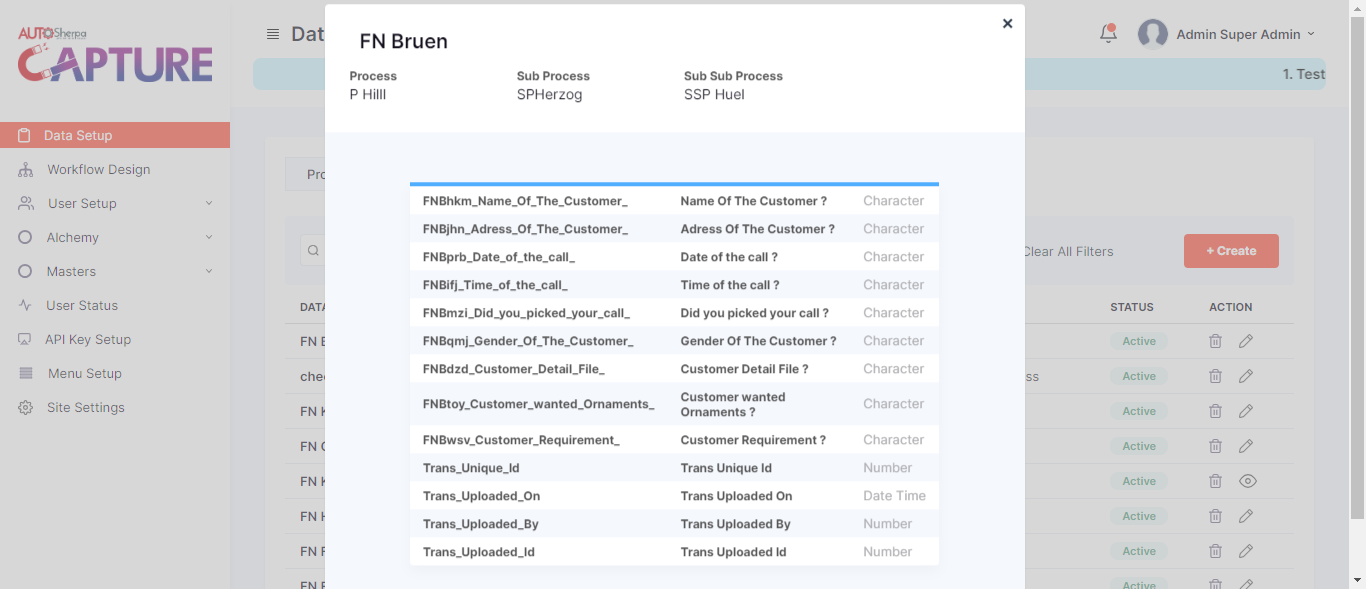 AUTO Sherpa
CAPTURE
Data Setup
Workflow Design
User Setup
Alchemy
Masters
User Status
API Key Setup
Menu Setup
Site Settings
Admin Super Admin
1. Test
FN Bruen
Process Sub Process Sub Sub Process
P Hilll SPHerzog SSP Huel
FNBhkm_Name_Of_The_Customer_ Name Of The Customer ? Character
FNBjhn_Adress_Of_The_Customer_ Adress Of The Customer ? Character
FNBprb_Date_of_the_call_ Date of the call ? Character
FNBifj_Time_of_the_call_ Time of the call ? Character
FNBmzi_Did_you_picked_your_call_ Did you picked your call ? Character
FNBqmj_Gender_Of_The_Customer_ Gender Of The Customer ? Character
FNBdzd_Customer_Detail_File_ Customer Detail File ? Character
FNBtoy_Customer_wanted_Ornaments_ Customer wanted Ornaments ? Character
FNBwsv_Customer_Requirement_ Customer Requirement ? Character
Trans_Unique_Id Trans Unique Id Number
Trans_Uploaded_On Trans Uploaded On Date Time
Trans_Uploaded_By Trans Uploaded By Number
Trans_Uploaded_Id Trans Uploaded Id Number
Clear All Filters
+ Create
STATUS ACTION
FN Active
Active
FN Active
FN Active
FN Active
FN Active
FN Active
FN Active